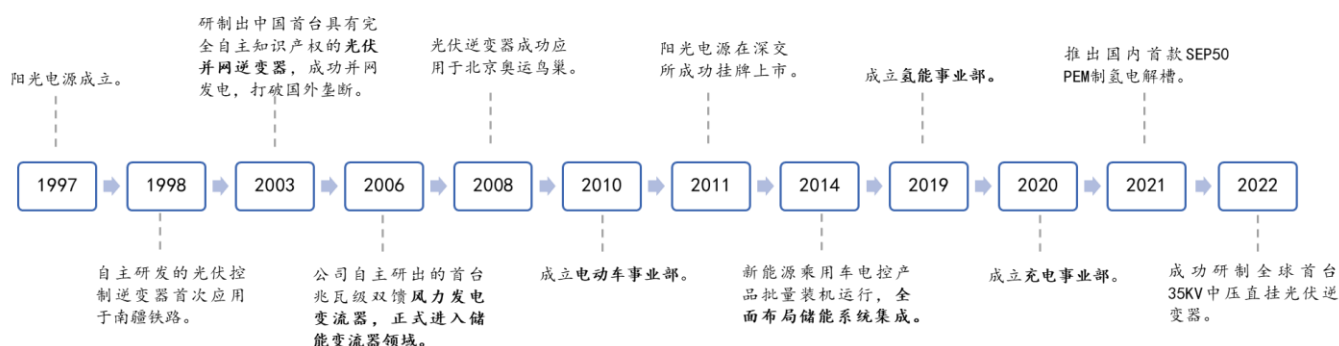 阳光电源成立。
研制出中国首台具有完
全自主知识产权的光伏
并网逆变器，成功并网
发电，打破国外垄断。
光伏逆变器成功应
用于北京奥运鸟巢。
阳光电源在深交
所成功挂牌上市。
成立氢能事业部。
推出国内首款SEP50
PEM制氢电解槽。
1997
1998
2003
2006
2008
2010
2011
2014
2019
2020
2021
2022
自主研发的光伏控
制逆变器首次应用
于南疆铁路。
公司自主研出的首台
兆瓦级双馈风力发电
变流器，正式进入储
能变流器领域。
成立电动车事业部。
新能源乘用车电控产
品批量装机运行，全
面布局储能系统集成。
成立充电事业部。
成功研制全球首台
35KV中压直挂光伏逆
变器。